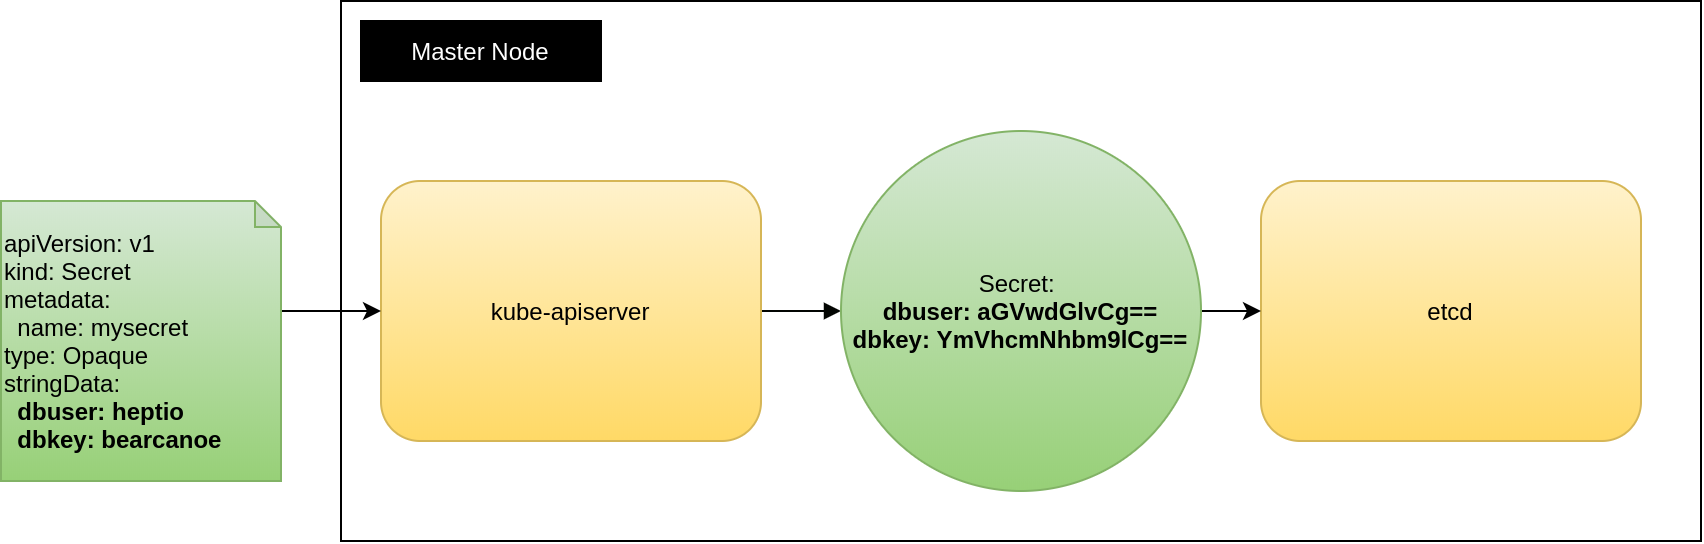 Master Node
apiVersion: v1
kind: Secret
metadata:
  name: mysecret
type: Opaque
stringData:
  dbuser: heptio
  dbkey: bearcanoe
kube-apiserver
Secret:
dbuser: aGVwdGlvCg==
dbkey: YmVhcmNhbm9lCg==
etcd